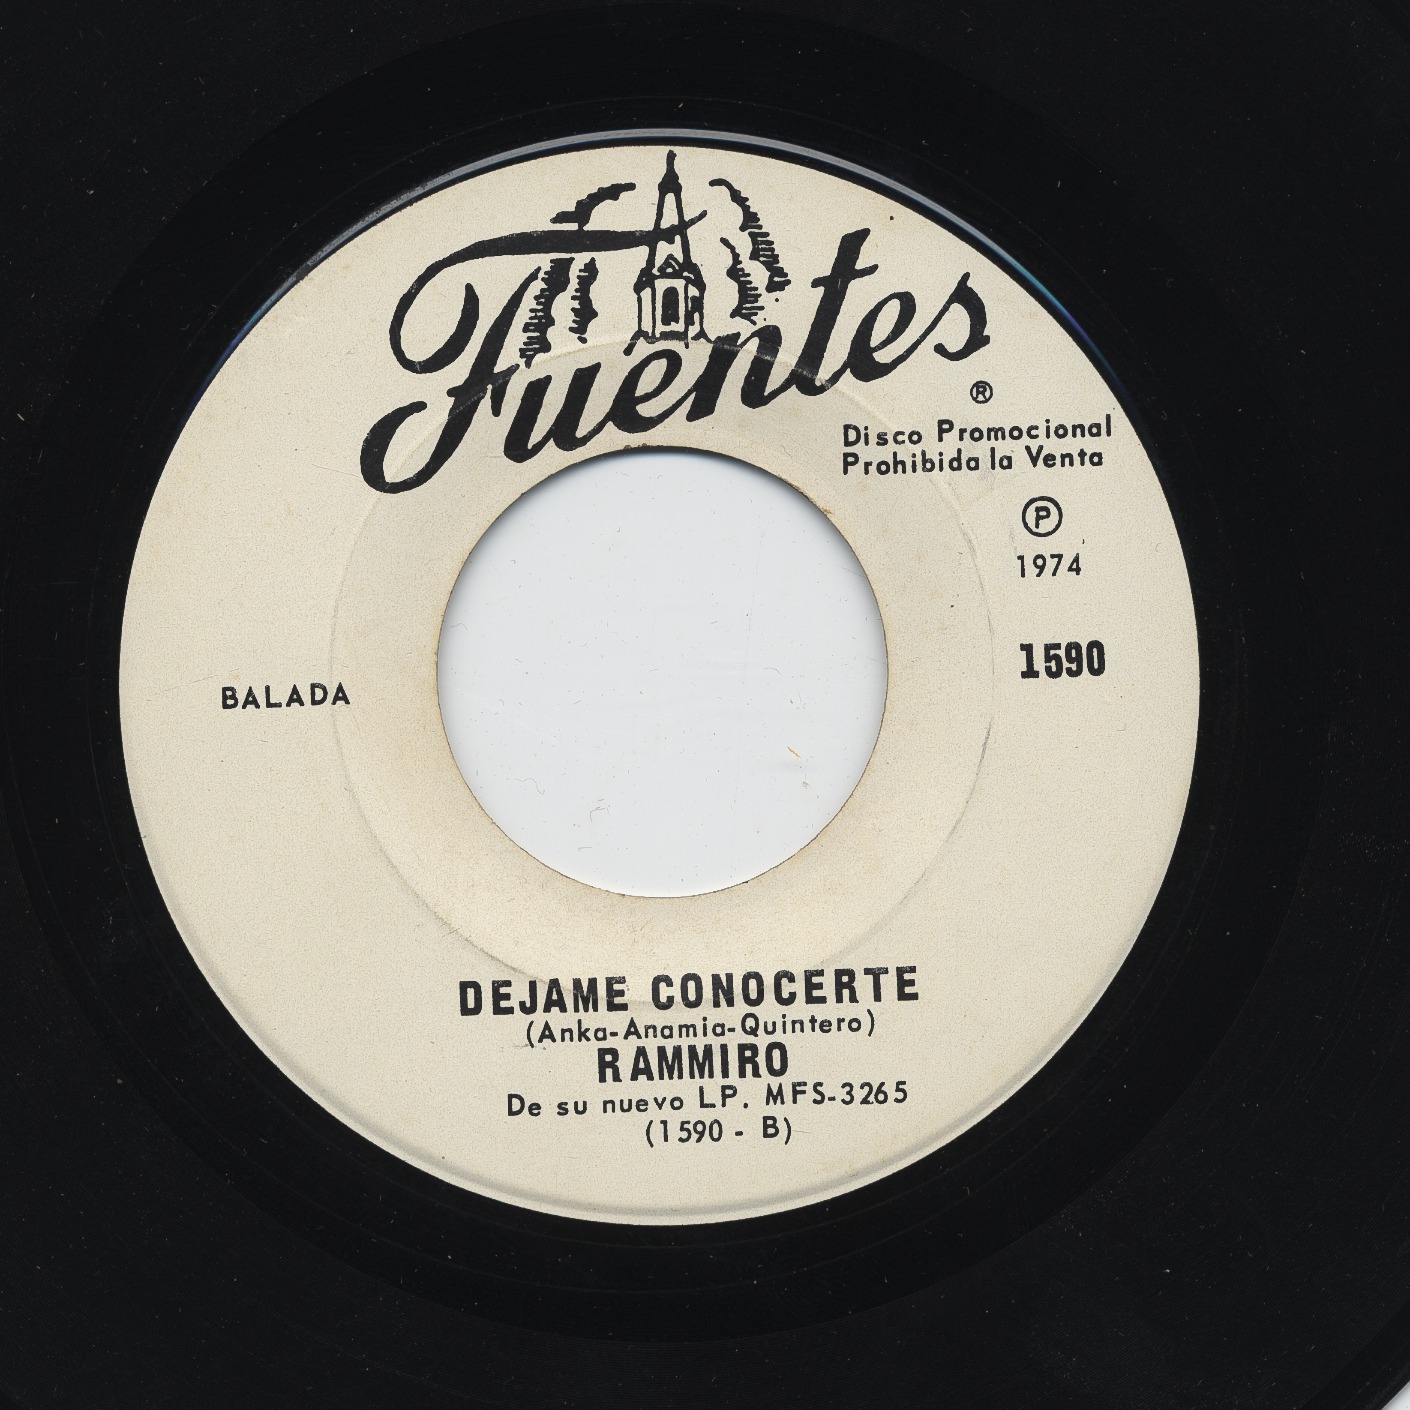 Fuentes
®
Disco Promocional
Prohibida la Venta
Ⓟ
1974
1590
BALADA
DEJAME CONOCERTE
(Anka-Anamia-Quintero)
RAMMIRO
De su nuevo LP. MFS-3265
(1590 - B)